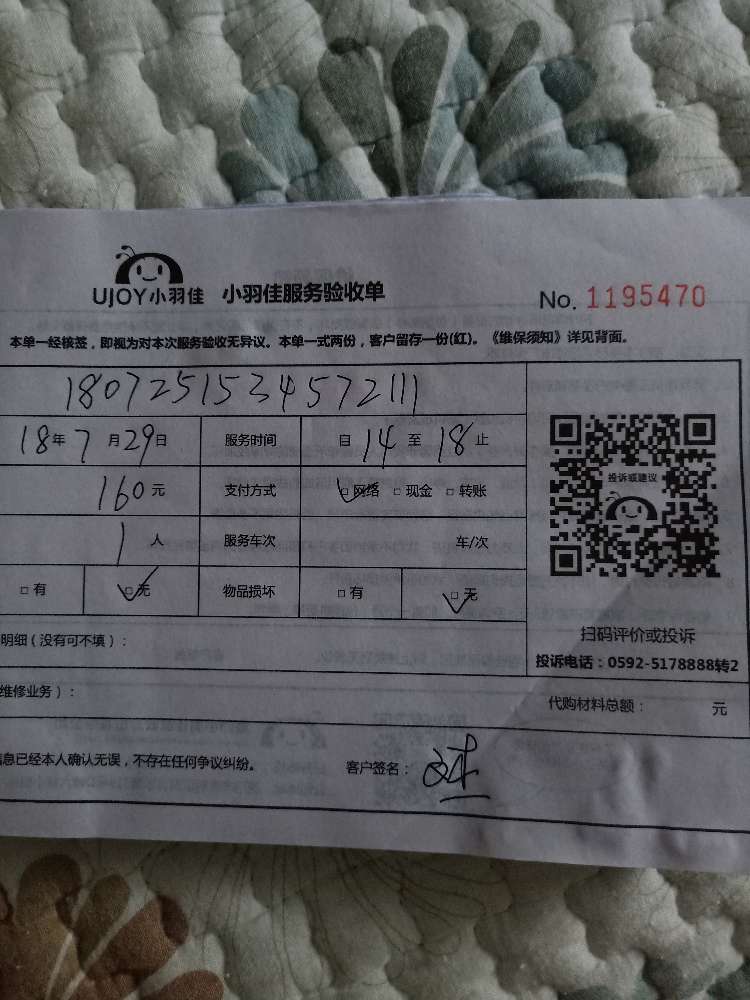 UJOY小羽佳 小羽佳服务验收单 No. 1195470
本单一经核签，即视为对本次服务验收无异议。本单一式两份，客户留存一份(红)。《维保须知》详见背面。
1807251534572111
18年7月29日 服务时间 自14至18止
160元 支付方式 □网络 □现金 □转账
投诉或建议
1人 服务车次 车/次
□有 □无 物品损坏 □有 □无
扫码评价或投诉
明细（没有可不填）：
投诉电话：0592-5178888转2
维修业务）：
代购材料总额： 元
信息已经本人确认无误，不存在任何争议纠纷。 客户签名：